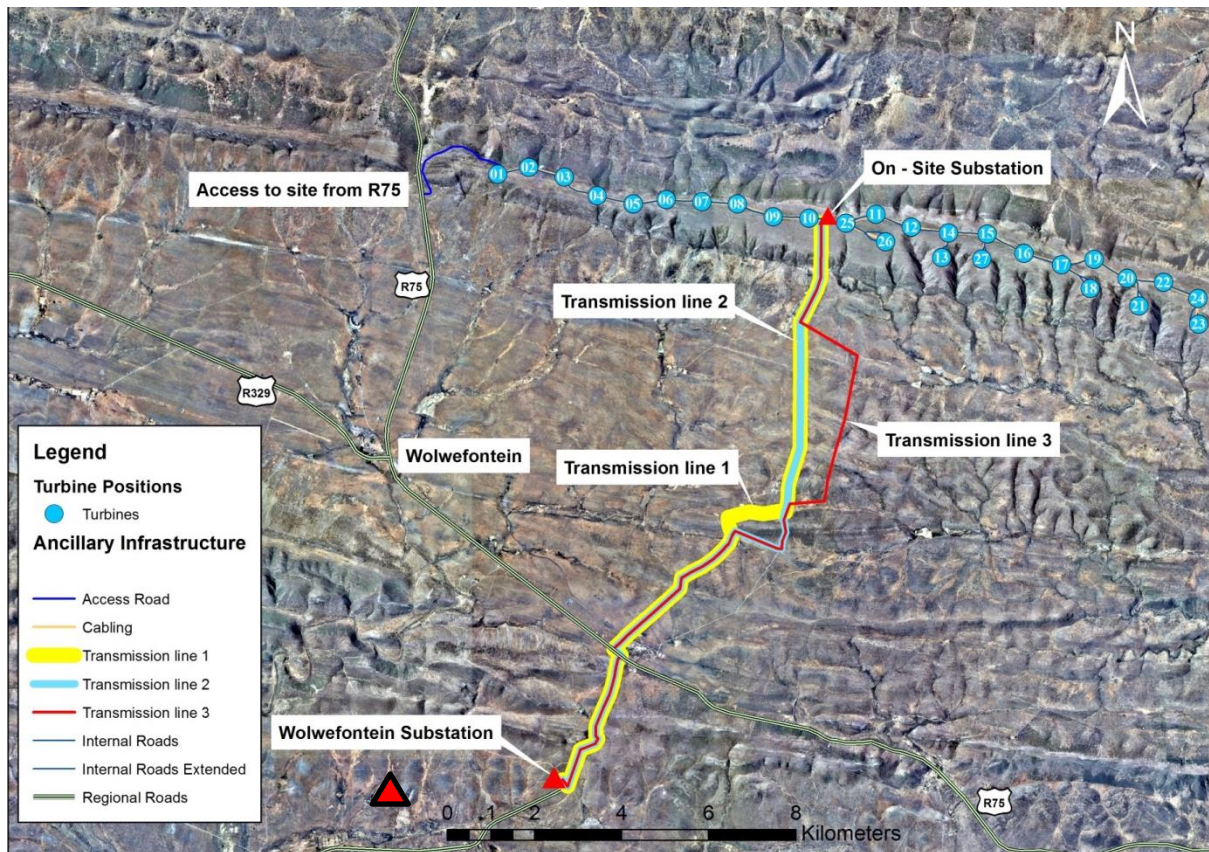 N
Access to site from R75
01
02
03
04
05
06
07
08
09
10
25
11
26
12
14
13
15
27
16
17
18
19
20
21
22
24
23
On - Site Substation
R75
Transmission line 2
R329
Transmission line 3
Wolwefontein
Transmission line 1
Legend
Turbine Positions
Turbines
Ancillary Infrastructure
Access Road
Cabling
Transmission line 1
Transmission line 2
Transmission line 3
Internal Roads
Internal Roads Extended
Regional Roads
Wolwefontein Substation
R75
0 2 4 6 8
Kilometers